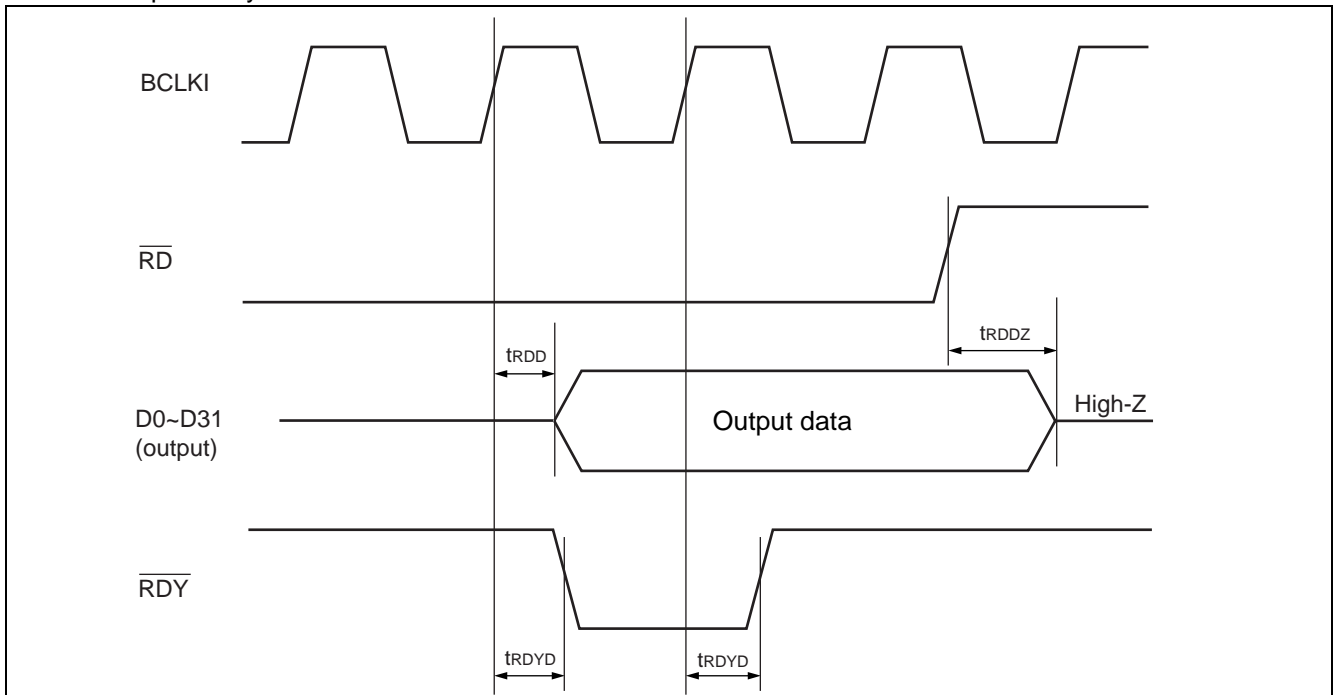 BCLKI
RD
tRDDZ
tRDD
D0~D31
(output)
Output data
High-Z
RDY
tRDYD
tRDYD